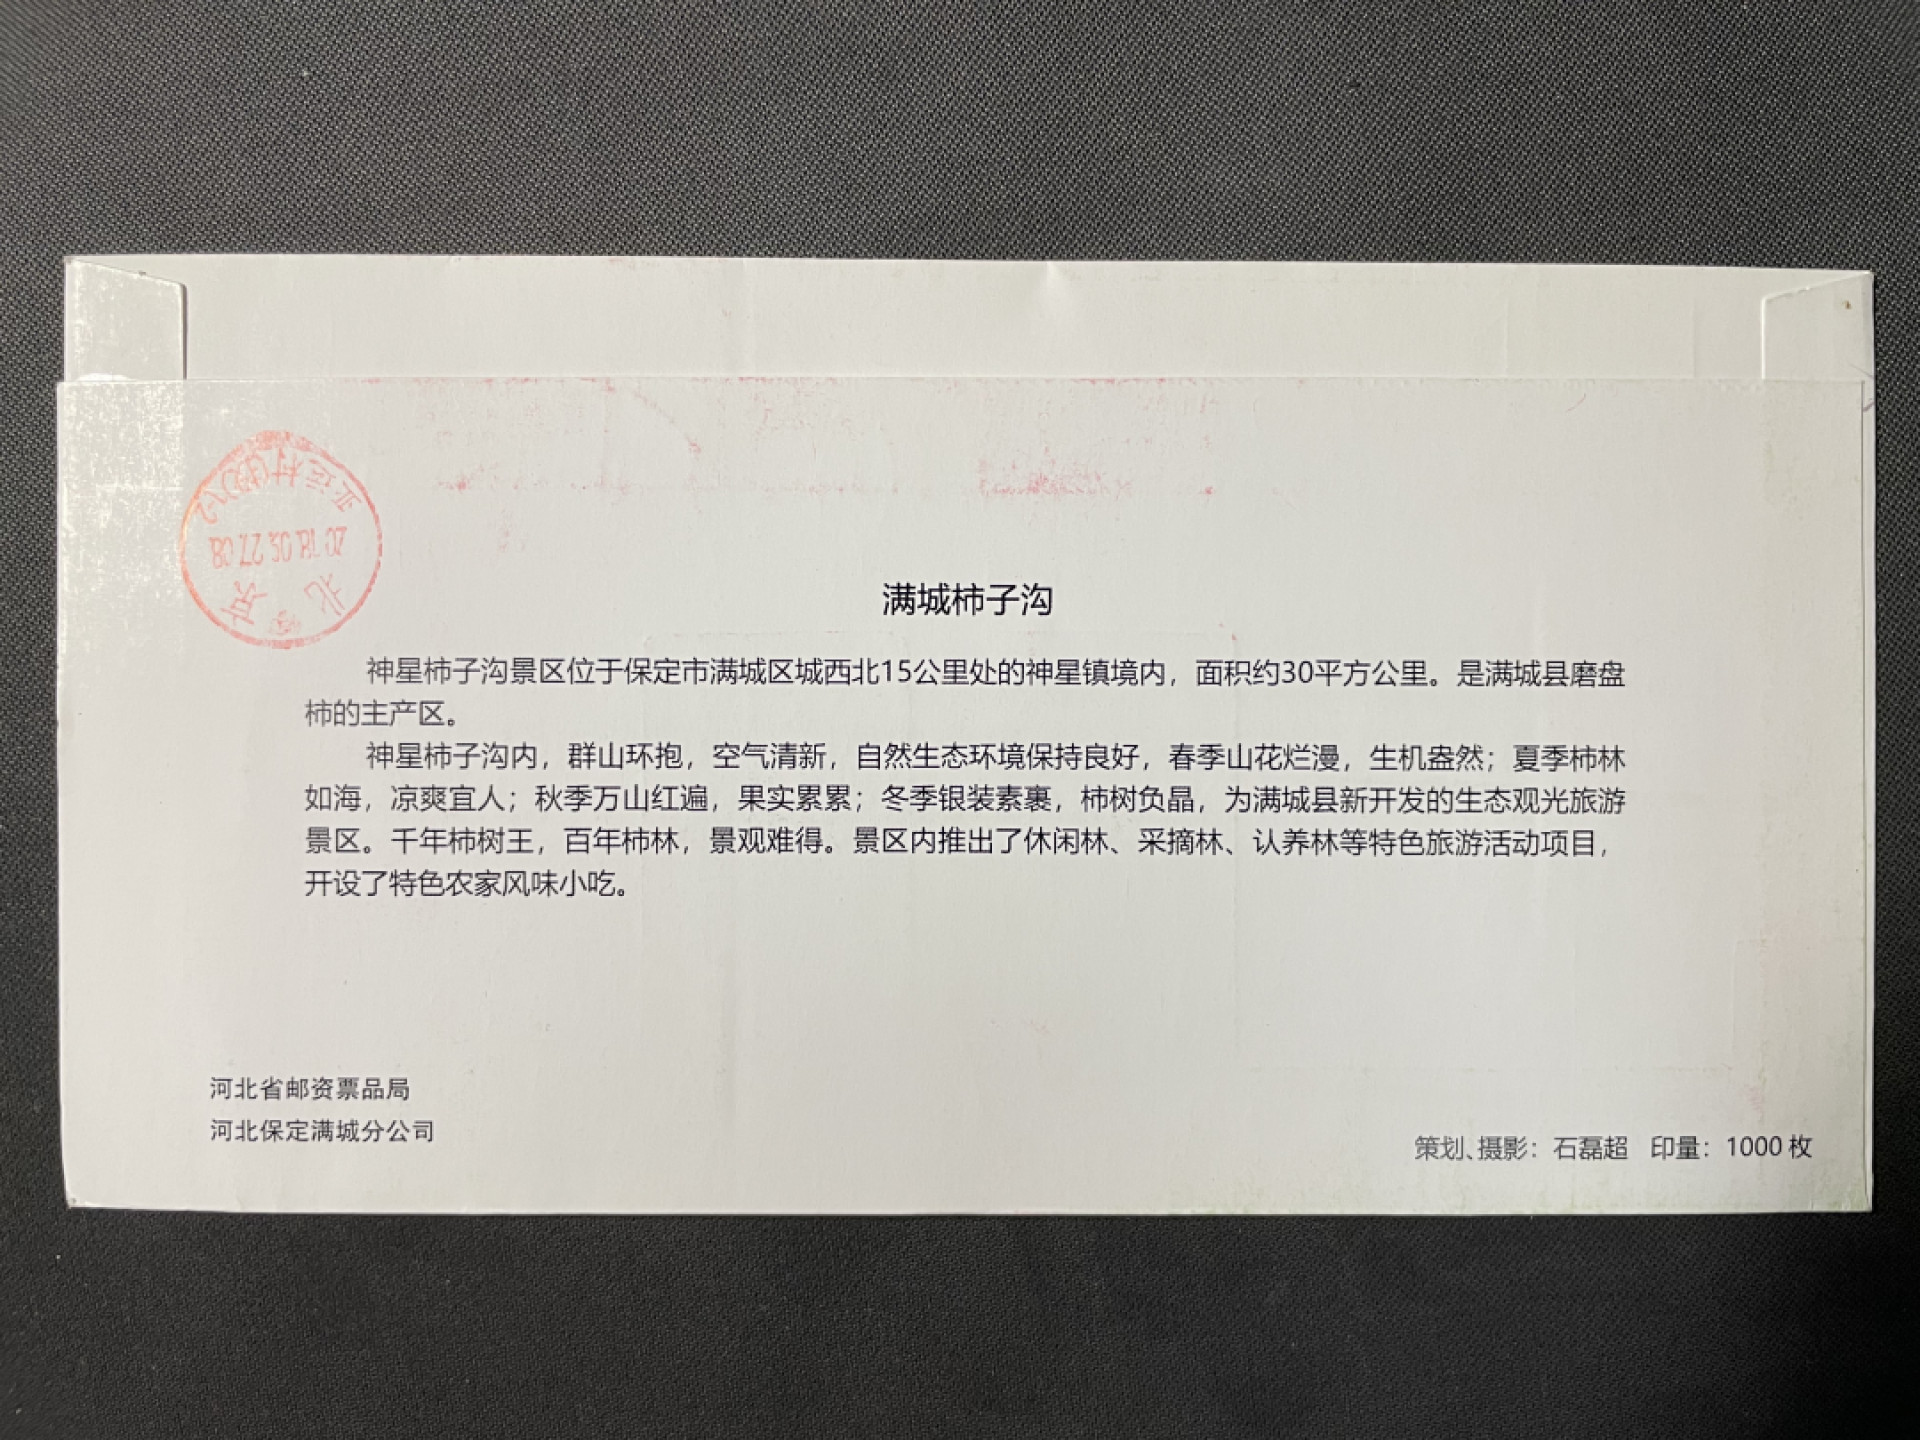 满城柿子沟
神星柿子沟景区位于保定市满城区城西北15公里处的神星镇境内，面积约30平方公里。是满城县磨盘
柿的主产区。
神星柿子沟内，群山环抱，空气清新，自然生态环境保持良好，春季山花烂漫，生机盎然；夏季柿林
如海，凉爽宜人；秋季万山红遍，果实累累；冬季银装素裹，柿树负晶，为满城县新开发的生态观光旅游
景区。千年柿树王，百年柿林，景观难得。景区内推出了休闲林、采摘林、认养林等特色旅游活动项目，
开设了特色农家风味小吃。
河北省邮资票品局
河北保定满城分公司
策划、摄影：石磊超 印量：1000枚
北京